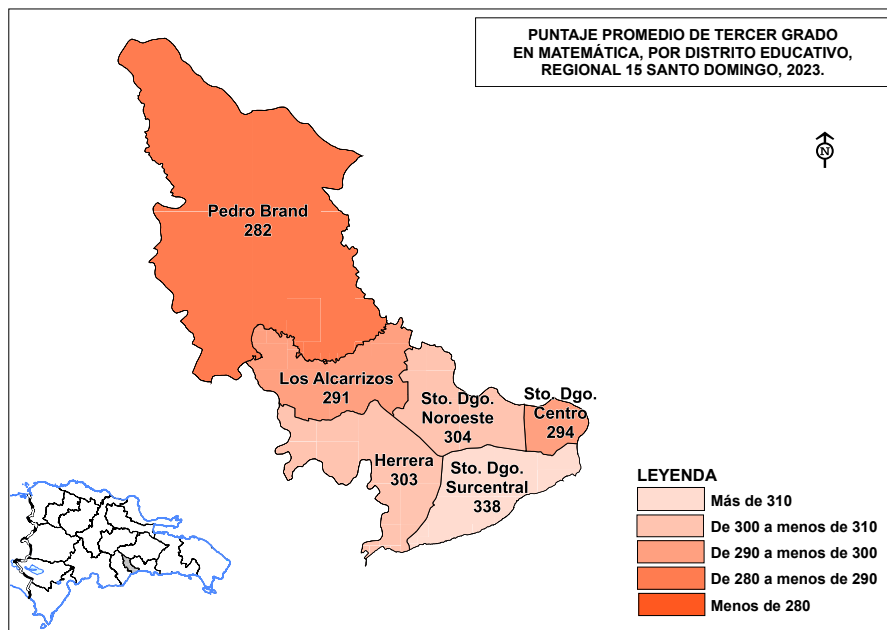 PUNTAJE PROMEDIO DE TERCER GRADO
EN MATEMÁTICA, POR DISTRITO EDUCATIVO,
REGIONAL 15 SANTO DOMINGO, 2023.
N
Pedro Brand
282
Los Alcarrizos
291
Sto. Dgo.
Noroeste
304
Sto. Dgo.
Centro
294
Herrera
303
Sto. Dgo.
Surcentral
338
LEYENDA
Más de 310
De 300 a menos de 310
De 290 a menos de 300
De 280 a menos de 290
Menos de 280